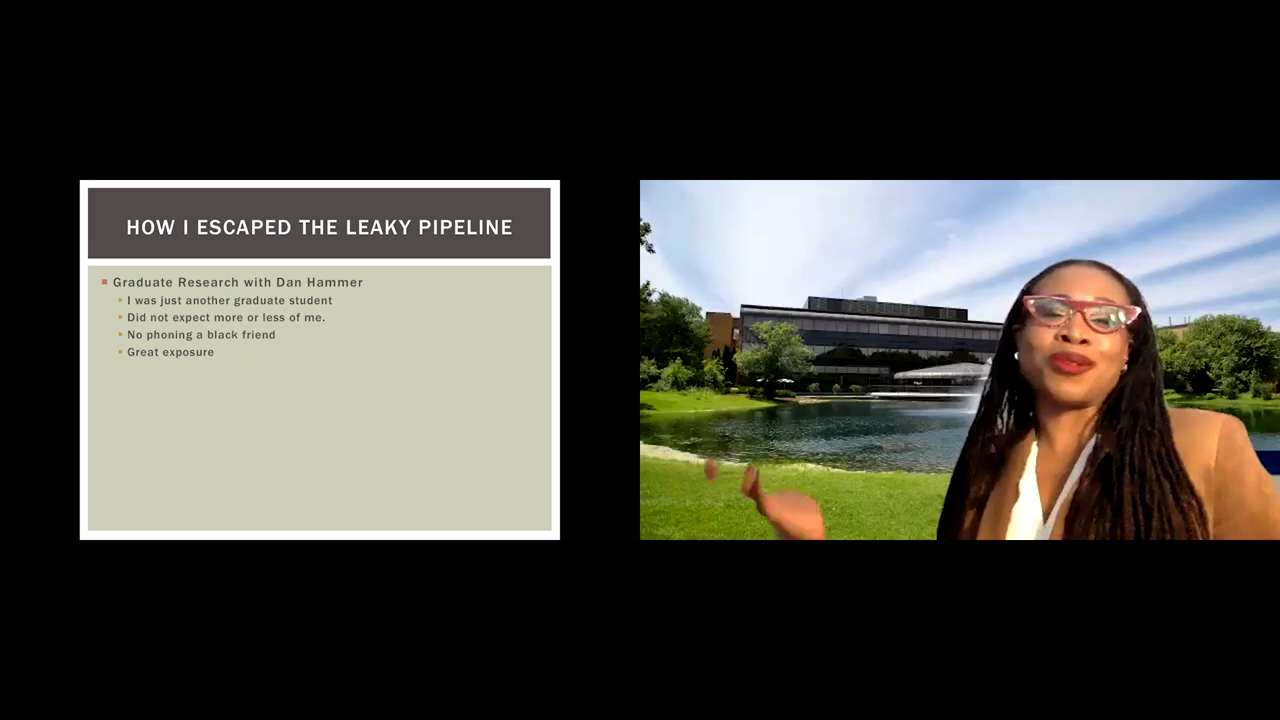 HOW I ESCAPED THE LEAKY PIPELINE
Graduate Research with Dan Hammer
I was just another graduate student
Did not expect more or less of me.
No phoning a black friend
Great exposure